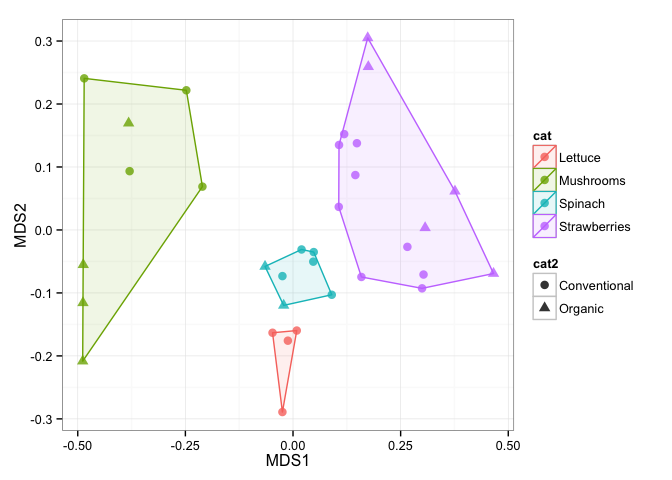 0.3
0.2
0.1
0.0
-0.1
-0.2
-0.3
MDS2
-0.50
-0.25
0.00
0.25
0.50
MDS1
cat
Lettuce
Mushrooms
Spinach
Strawberries
cat2
Conventional
Organic